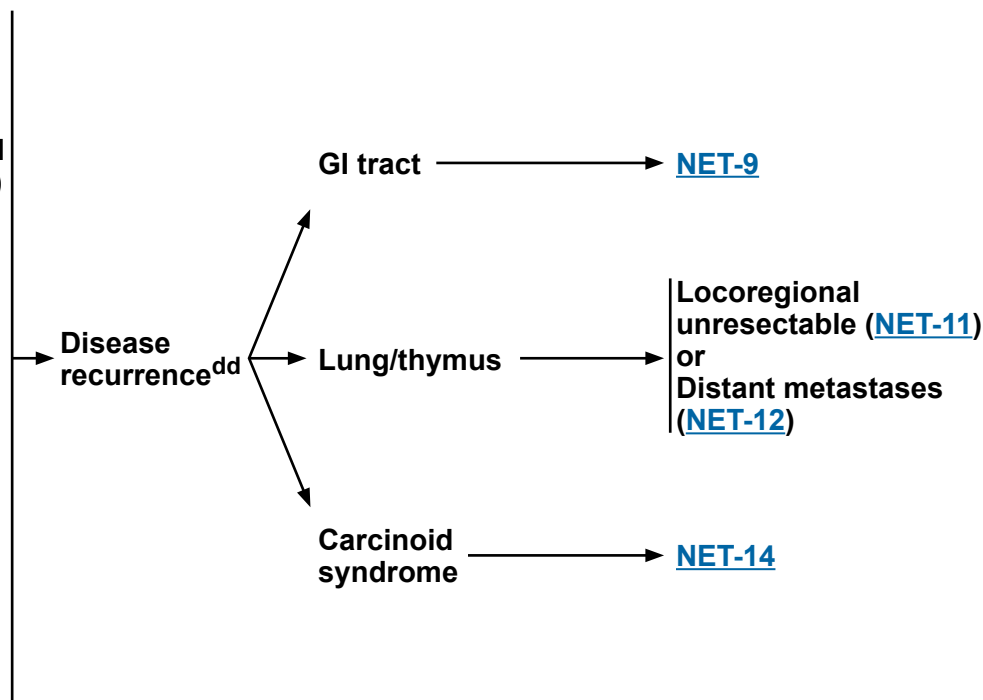 GI tract
NET-9
Disease
recurrencedd
Lung/thymus
Locoregional
unresectable (NET-11)
or
Distant metastases
(NET-12)
Carcinoid
syndrome
NET-14